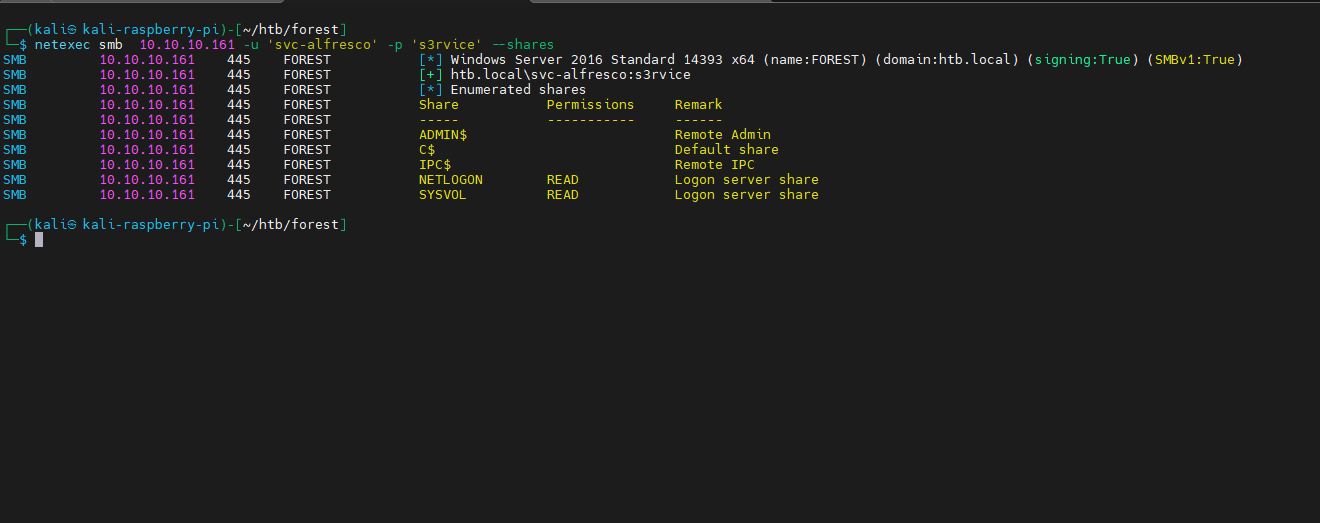 ┌──(kali㉿kali-raspberry-pi)-[~/htb/forest]
└─$ netexec smb  10.10.10.161 -u 'svc-alfresco' -p 's3rvice' --shares
SMB         10.10.10.161    445    FOREST           [*] Windows Server 2016 Standard 14393 x64 (name:FOREST) (domain:htb.local) (signing:True) (SMBv1:True)
SMB         10.10.10.161    445    FOREST           [+] htb.local\svc-alfresco:s3rvice
SMB         10.10.10.161    445    FOREST           [*] Enumerated shares
SMB         10.10.10.161    445    FOREST           Share           Permissions     Remark
SMB         10.10.10.161    445    FOREST           -----           -----------     ------
SMB         10.10.10.161    445    FOREST           ADMIN$                          Remote Admin
SMB         10.10.10.161    445    FOREST           C$                              Default share
SMB         10.10.10.161    445    FOREST           IPC$                            Remote IPC
SMB         10.10.10.161    445    FOREST           NETLOGON        READ            Logon server share
SMB         10.10.10.161    445    FOREST           SYSVOL          READ            Logon server share
┌──(kali㉿kali-raspberry-pi)-[~/htb/forest]
└─$